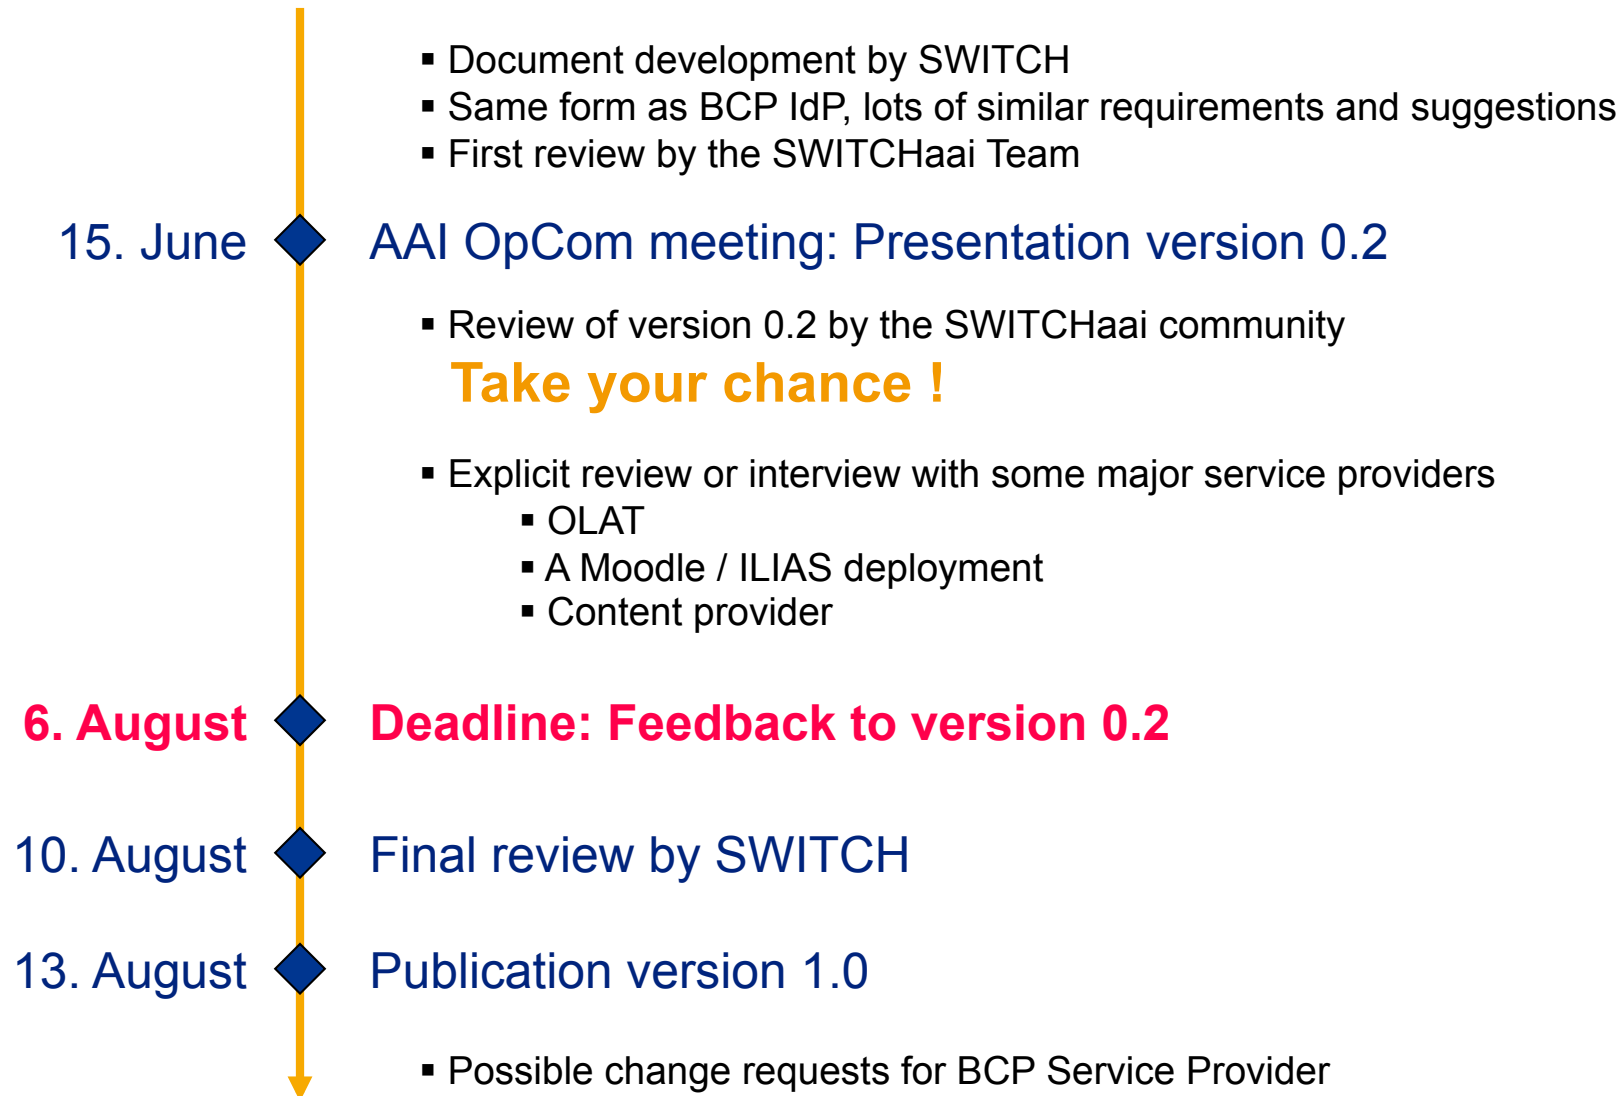 ▪ Document development by SWITCH
▪ Same form as BCP IdP, lots of similar requirements and suggestions
▪ First review by the SWITCHaai Team
15. June AAI OpCom meeting: Presentation version 0.2
▪ Review of version 0.2 by the SWITCHaai community
Take your chance !
▪ Explicit review or interview with some major service providers
▪ OLAT
▪ A Moodle / ILIAS deployment
▪ Content provider
6. August Deadline: Feedback to version 0.2
10. August Final review by SWITCH
13. August Publication version 1.0
▪ Possible change requests for BCP Service Provider